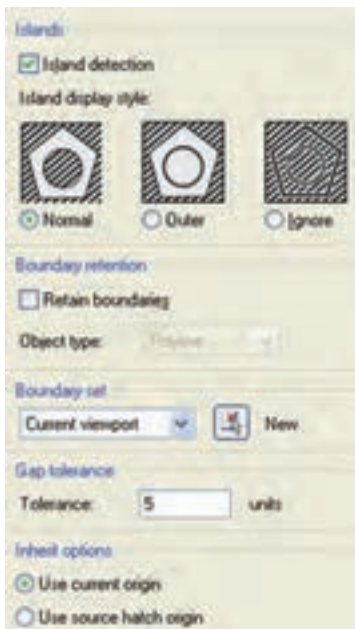 Islands
Island detection
Island display style:
Normal Outer Ignore
Boundary retention
Retain boundaries
Object type: Polyline
Boundary set
Current viewport New
Gap tolerance
Tolerance: 5 units
Inherit options
Use current origin
Use source hatch origin